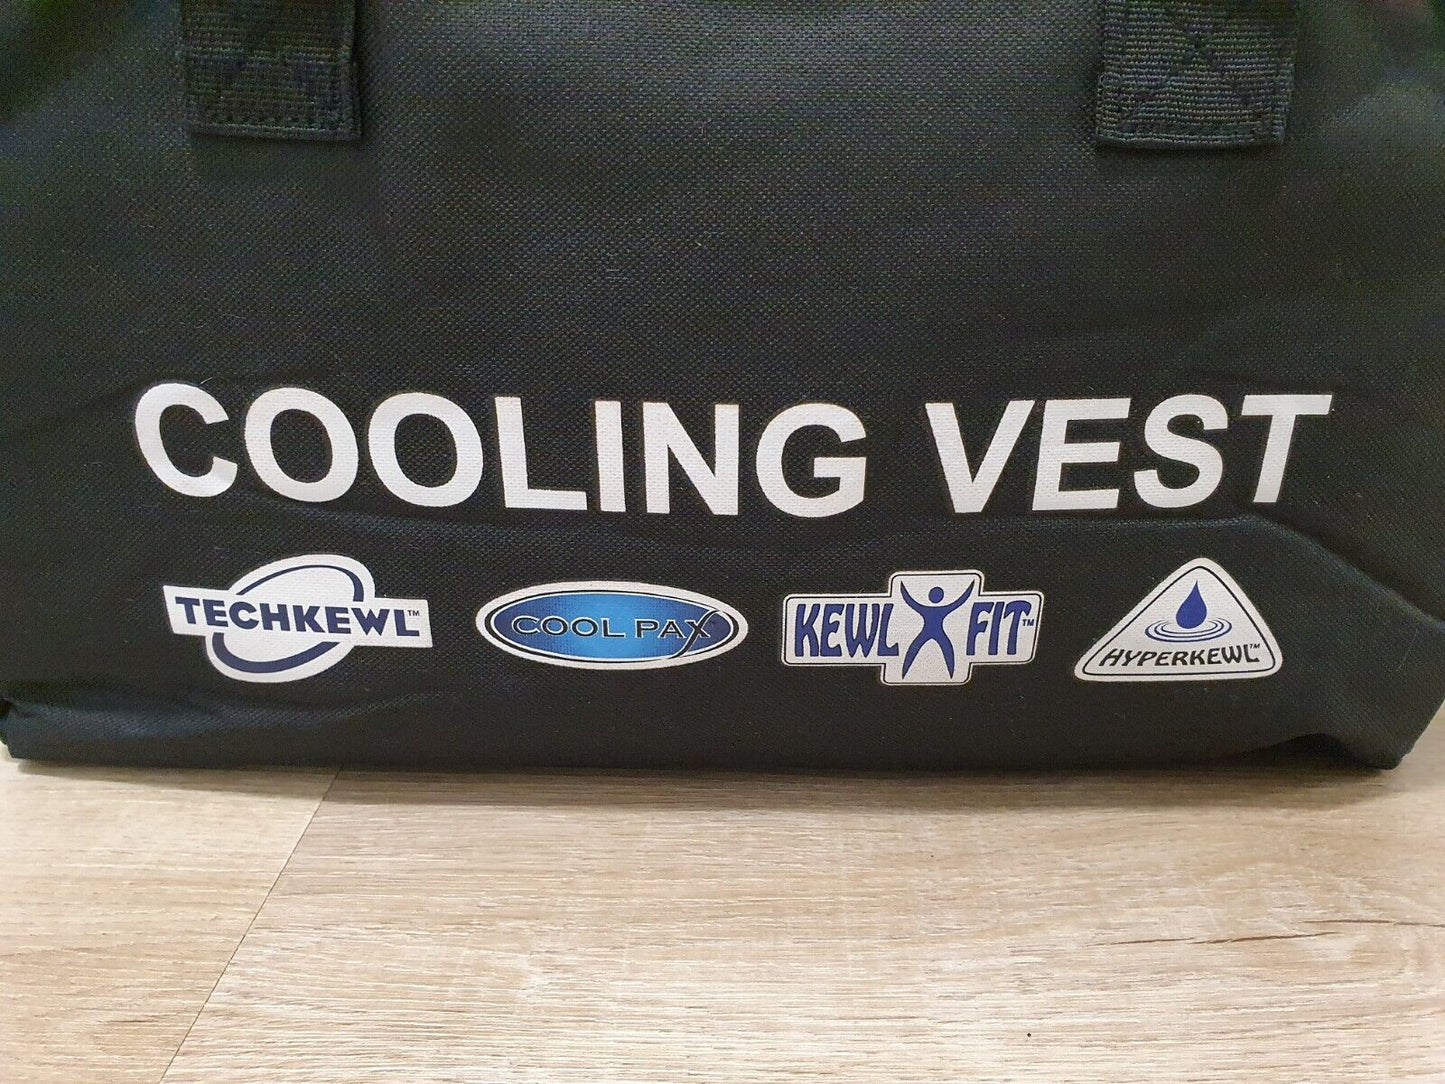 COOLING VEST
TECHKEWL™
COOL PAX®
KEWL FIT™
HYPERKEWL™